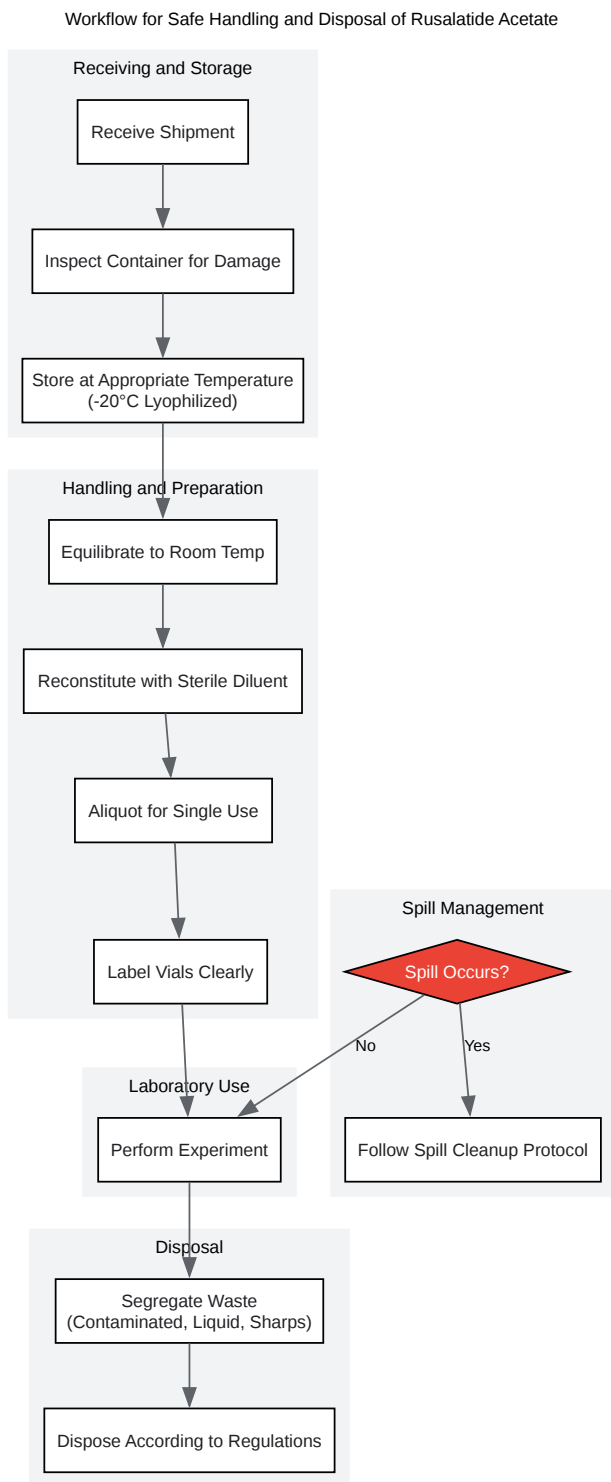 Workflow for Safe Handling and Disposal of Rusalatide Acetate
Receiving and Storage
Receive Shipment
Inspect Container for Damage
Store at Appropriate Temperature
(-20°C Lyophilized)
Handling and Preparation
Equilibrate to Room Temp
Reconstitute with Sterile Diluent
Aliquot for Single Use
Label Vials Clearly
Spill Management
Spill Occurs?
No
Yes
Follow Spill Cleanup Protocol
Laboratory Use
Perform Experiment
Disposal
Segregate Waste
(Contaminated, Liquid, Sharps)
Dispose According to Regulations